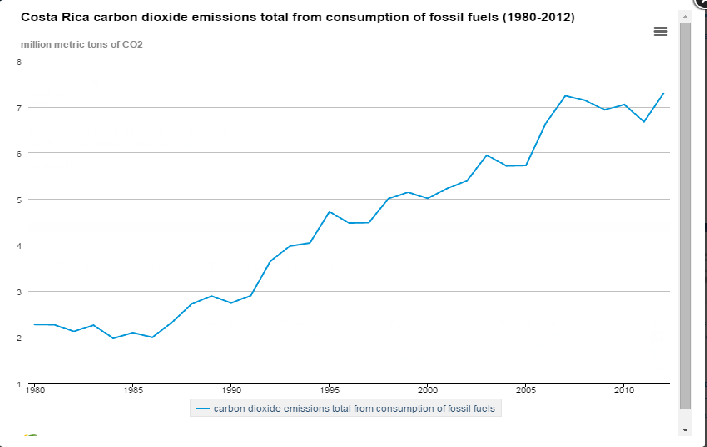 Costa Rica carbon dioxide emissions total from consumption of fossil fuels (1980-2012)
million metric tons of CO2
8
7
6
5
4
3
2
1
1980 1985 1990 1995 2000 2005 2010
carbon dioxide emissions total from consumption of fossil fuels